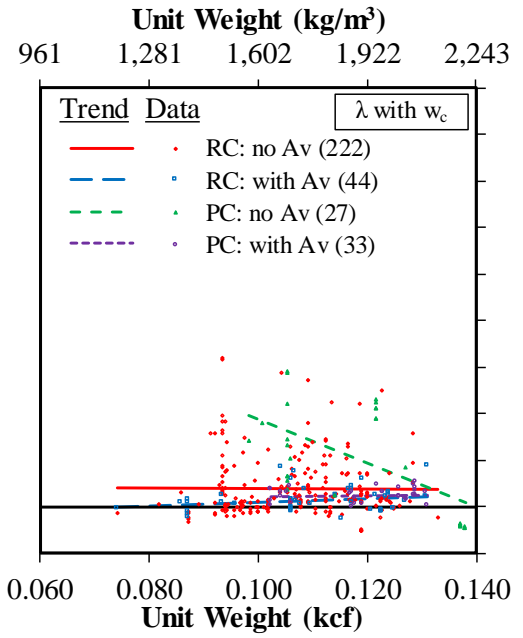 Unit Weight (kg/m³)
961 1,281 1,602 1,922 2,243
λ with w꜀
Trend Data
RC: no Av (222)
RC: with Av (44)
PC: no Av (27)
PC: with Av (33)
0.060 0.080 0.100 0.120 0.140
Unit Weight (kcf)